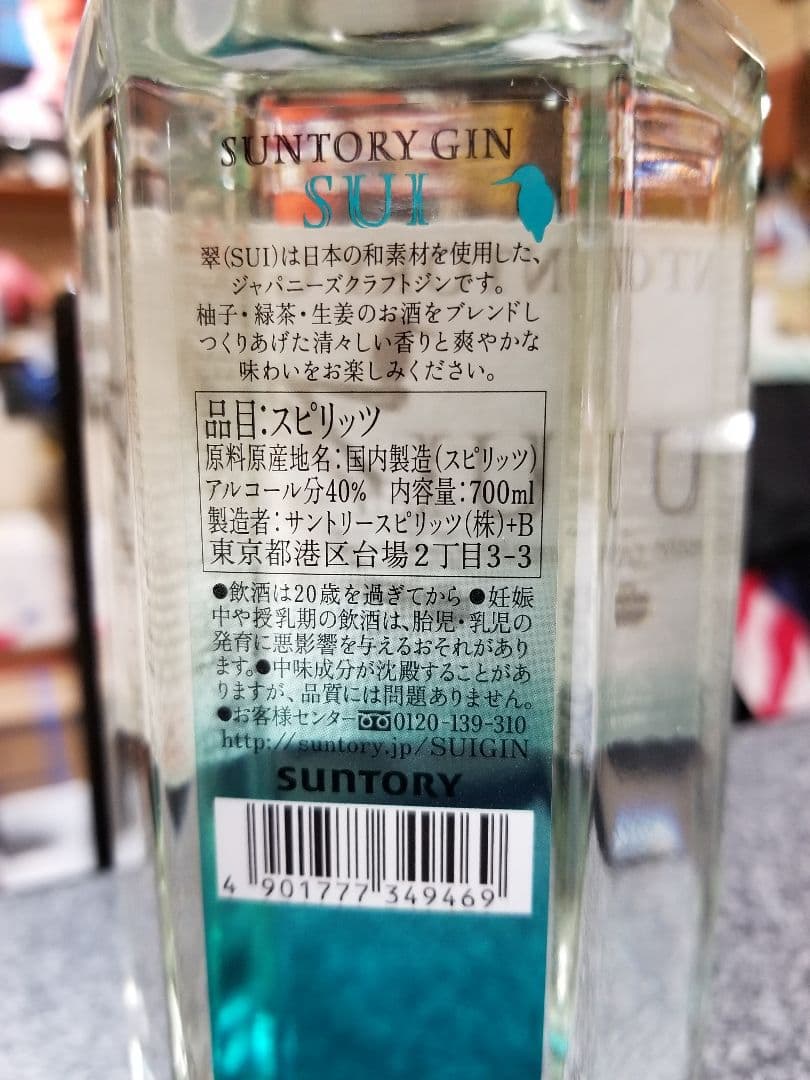 SUNTORY GIN
SUI
翠(SUI)は日本の和素材を使用した、
ジャパニーズクラフトジンです。
柚子・緑茶・生姜のお酒をブレンドし
つくりあげた清々しい香りと爽やかな
味わいをお楽しみください。
品目:スピリッツ
原料原産地名:国内製造(スピリッツ)
アルコール分40% 内容量:700ml
製造者:サントリースピリッツ(株)+B
東京都港区台場2丁目3-3
●飲酒は20歳を過ぎてから ●妊娠
中や授乳期の飲酒は、胎児・乳児の
発育に悪影響を与えるおそれがあり
ます。●中味成分が沈殿することがあ
りますが、品質には問題ありません。
●お客様センター 0120-139-310
http://suntory.jp/SUIGIN
SUNTORY
4 901777 349469